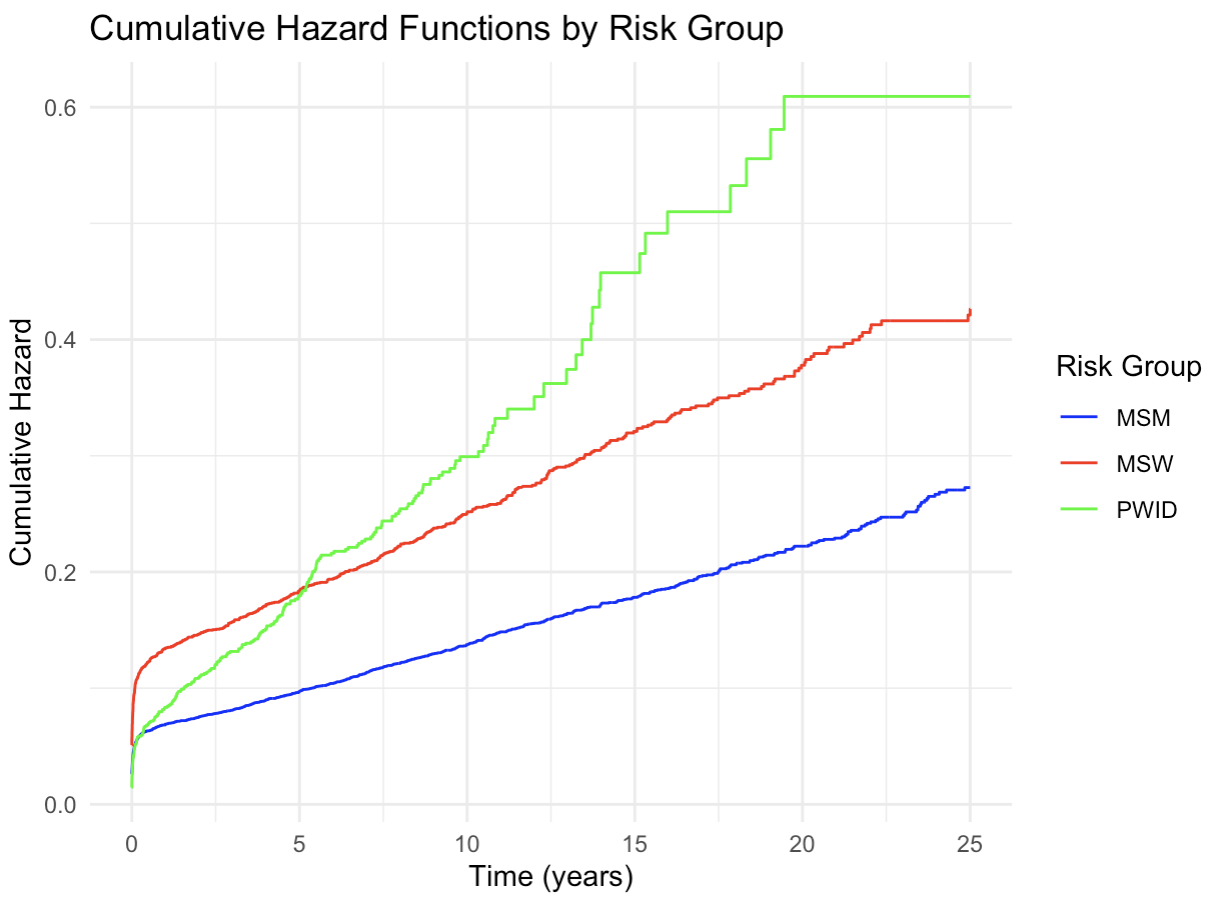 Cumulative Hazard Functions by Risk Group
Cumulative Hazard
0.6
0.4
0.2
0.0
0 5 10 15 20 25
Time (years)
Risk Group
MSM
MSW
PWID